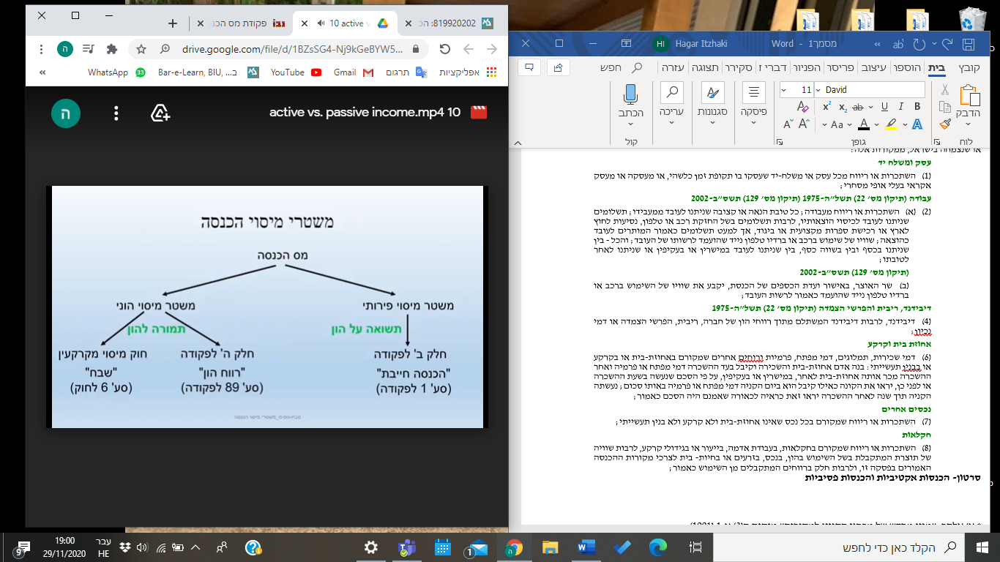 פקודת מס הכנ
10 active v
819920202: הכ
drive.google.com/file/d/1BZsSG4-Nj9kGeBYW5...
אפליקציות
תרגום
Gmail
YouTube
Bar-e-Learn, BIU, ...ב
WhatsApp
active vs. passive income.mp4 10
ה
משטרי מיסוי הכנסה
מס הכנסה
משטר מיסוי פירותי
משטר מיסוי הוני
תשואה על הון
תמורה להון
חלק ב' לפקודה
חלק ה' לפקודה
חוק מיסוי מקרקעין
"הכנסה חייבת"
"רווח הון"
"שבח"
(סע' 1 לפקודה)
(סע' 89 לפקודה)
(סע' 6 לחוק)
מסמך1 - Word
Hagar Itzhaki
HI
קובץ
בית
הוספר
עיצוב
פריסר
הפניור
דברי ז
סקירר
תצוגה
עזרה
חפש
David
11
הדבק
לוח
גופן
פיסקה
סגנונות
עריכה
הכתב
קול
או שנצמחה בישראל, ממקורות אלה:
עסק ומשלח יד
(1) השתכרות או ריווח מכל עסק או משלח-יד שעסקו בו תקופת זמן כלשהי, או מעסקה או מעסק
אקראי בעלי אופי מסחרי;
עבודה (תיקון מס' 22) תשל"ה-1975 (תיקון מס' 129) תשס"ב-2002
(2) (א) השתכרות או ריווח מעבודה; כל טובת הנאה או קצובה שניתנו לעובד ממעבידו; תשלומים
שניתנו לעובד לכיסוי הוצאותיו, לרבות תשלומים בשל החזקת רכב או טלפון, נסיעות לחוץ
לארץ או רכישת ספרות מקצועית או ביגוד, אך למעט תשלומים כאמור המותרים לעובד
כהוצאה; שוויו של שימוש ברכב או ברדיו טלפון נייד שהועמד לרשותו של העובד; והכל - בין
שניתנו בכסף ובין בשווה כסף, בין שניתנו לעובד במישרין או בעקיפין או שניתנו לאחר
לטובתו;
(תיקון מס' 129) תשס"ב-2002
(ב) שר האוצר, באישור ועדת הכספים של הכנסת, יקבע את שוויו של השימוש ברכב או
ברדיו טלפון נייד שהועמד כאמור לרשות העובד;
דיבידנד, ריבית והפרשי הצמדה (תיקון מס' 22) תשל"ה-1975
(4) דיבידנד, לרבות דיבידנד המשתלם מתוך רווחי הון של חברה, ריבית, הפרשי הצמדה או דמי
נכיון;
אחוזת בית וקרקע
(6) דמי שכירות, תמלוגים, דמי מפתח, פרמיות ורוחים אחרים שמקורם באחוזת-בית או בקרקע
או בבנין תעשייתי; בנה אדם אחוזת-בית והשכירה וקיבל בעד ההשכרה דמי מפתח או פרמיה ואחר
ההשכרה מכר אותה אחוזת-בית לאחר, במישרין או בעקיפין, על פי הסכם שנעשה בשעת ההשכרה
או לפני כן, יראו את הקונה כאילו קיבל הוא ביום הקניה דמי מפתח או פרמיה באותו סכום; נעשתה
הקניה תוך שנה לאחר ההשכרה יראו זאת כראיה לכאורה שאמנם היה הסכם כאמור;
נכסים אחרים
(7) השתכרות או ריווח שמקורם בכל נכס שאינו אחוזת-בית ולא קרקע ולא בנין תעשייתי;
חקלאות
(8) השתכרות או ריווח שמקורם בחקלאות, בעבודת אדמה, בייעור או בגידולי קרקע, לרבות שוויה
של תוצרת המתקבלת בשל השימוש בהון, בנכס, בזרעים או בחיות- בית לצרכי מקורות ההכנסה
האמורים בפסקה זו, ולרבות חלק ברווחים המתקבלים מן השימוש כאמור;
סרטון- הכנסות אקטיביות והכנסות פסיביות
הקלד כאן כדי לחפש
עבר
HE
19:00
29/11/2020